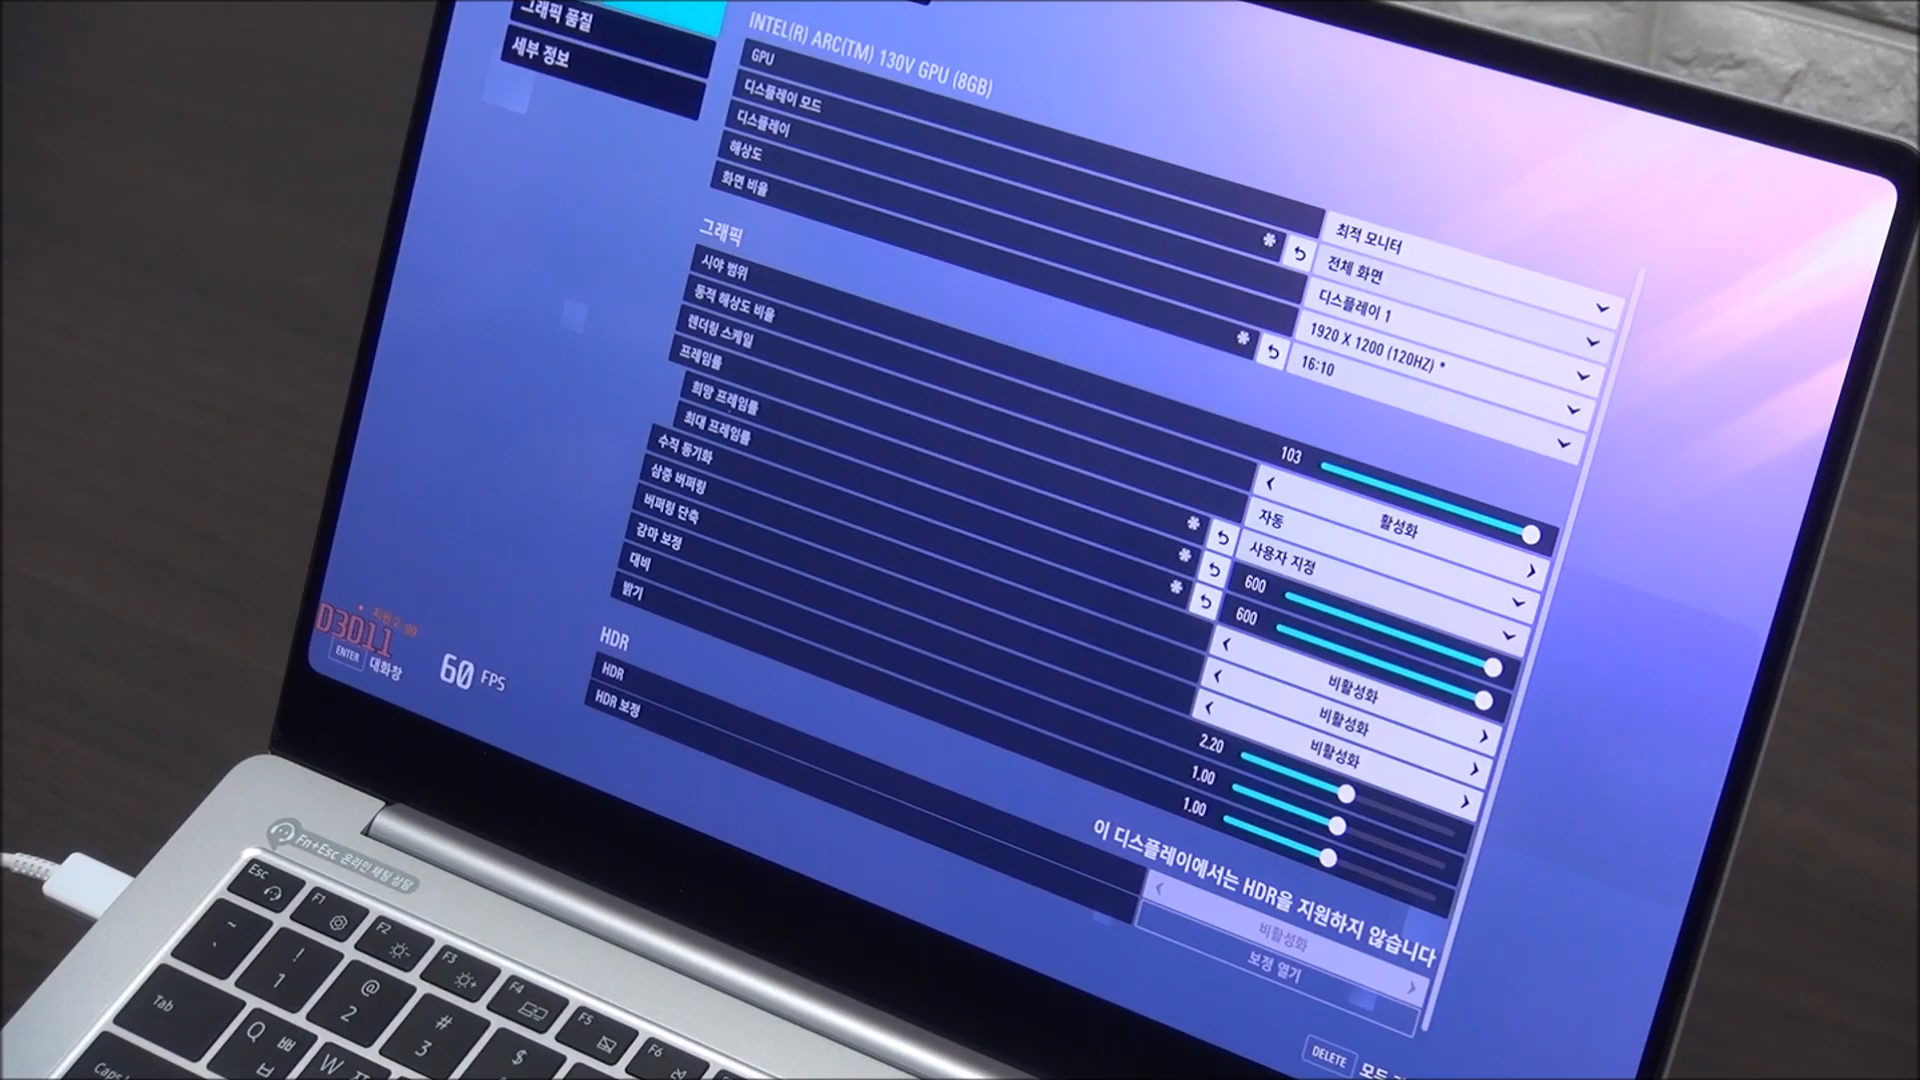 그래픽 품질
세부 정보
INTEL(R) ARC(TM) 130V GPU (8GB)
GPU
최적 모니터
디스플레이 모드
전체 화면
디스플레이
디스플레이 1
해상도
1920 X 1200 (120HZ) *
화면 비율
16:10
그래픽
시야 범위
103
동적 해상도 비율
활성화
렌더링 스케일
자동
프레임률
사용자 지정
희망 프레임률
600
최대 프레임률
600
수직 동기화
비활성화
삼중 버퍼링
비활성화
버퍼링 단축
비활성화
감마 보정
2.20
대비
1.00
밝기
1.00
HDR
이 디스플레이에서는 HDR을 지원하지 않습니다
HDR
비활성화
HDR 보정
보정 열기
D3D11
ENTER 대화창
60 FPS
DELETE
Fn+Esc 온라인 채팅 상담
Esc
F1
F2
F3
F4
F5
F6
~ `
! 1
@ 2
# 3
$
Tab
Q ㅃ ㅂ
W
Caps